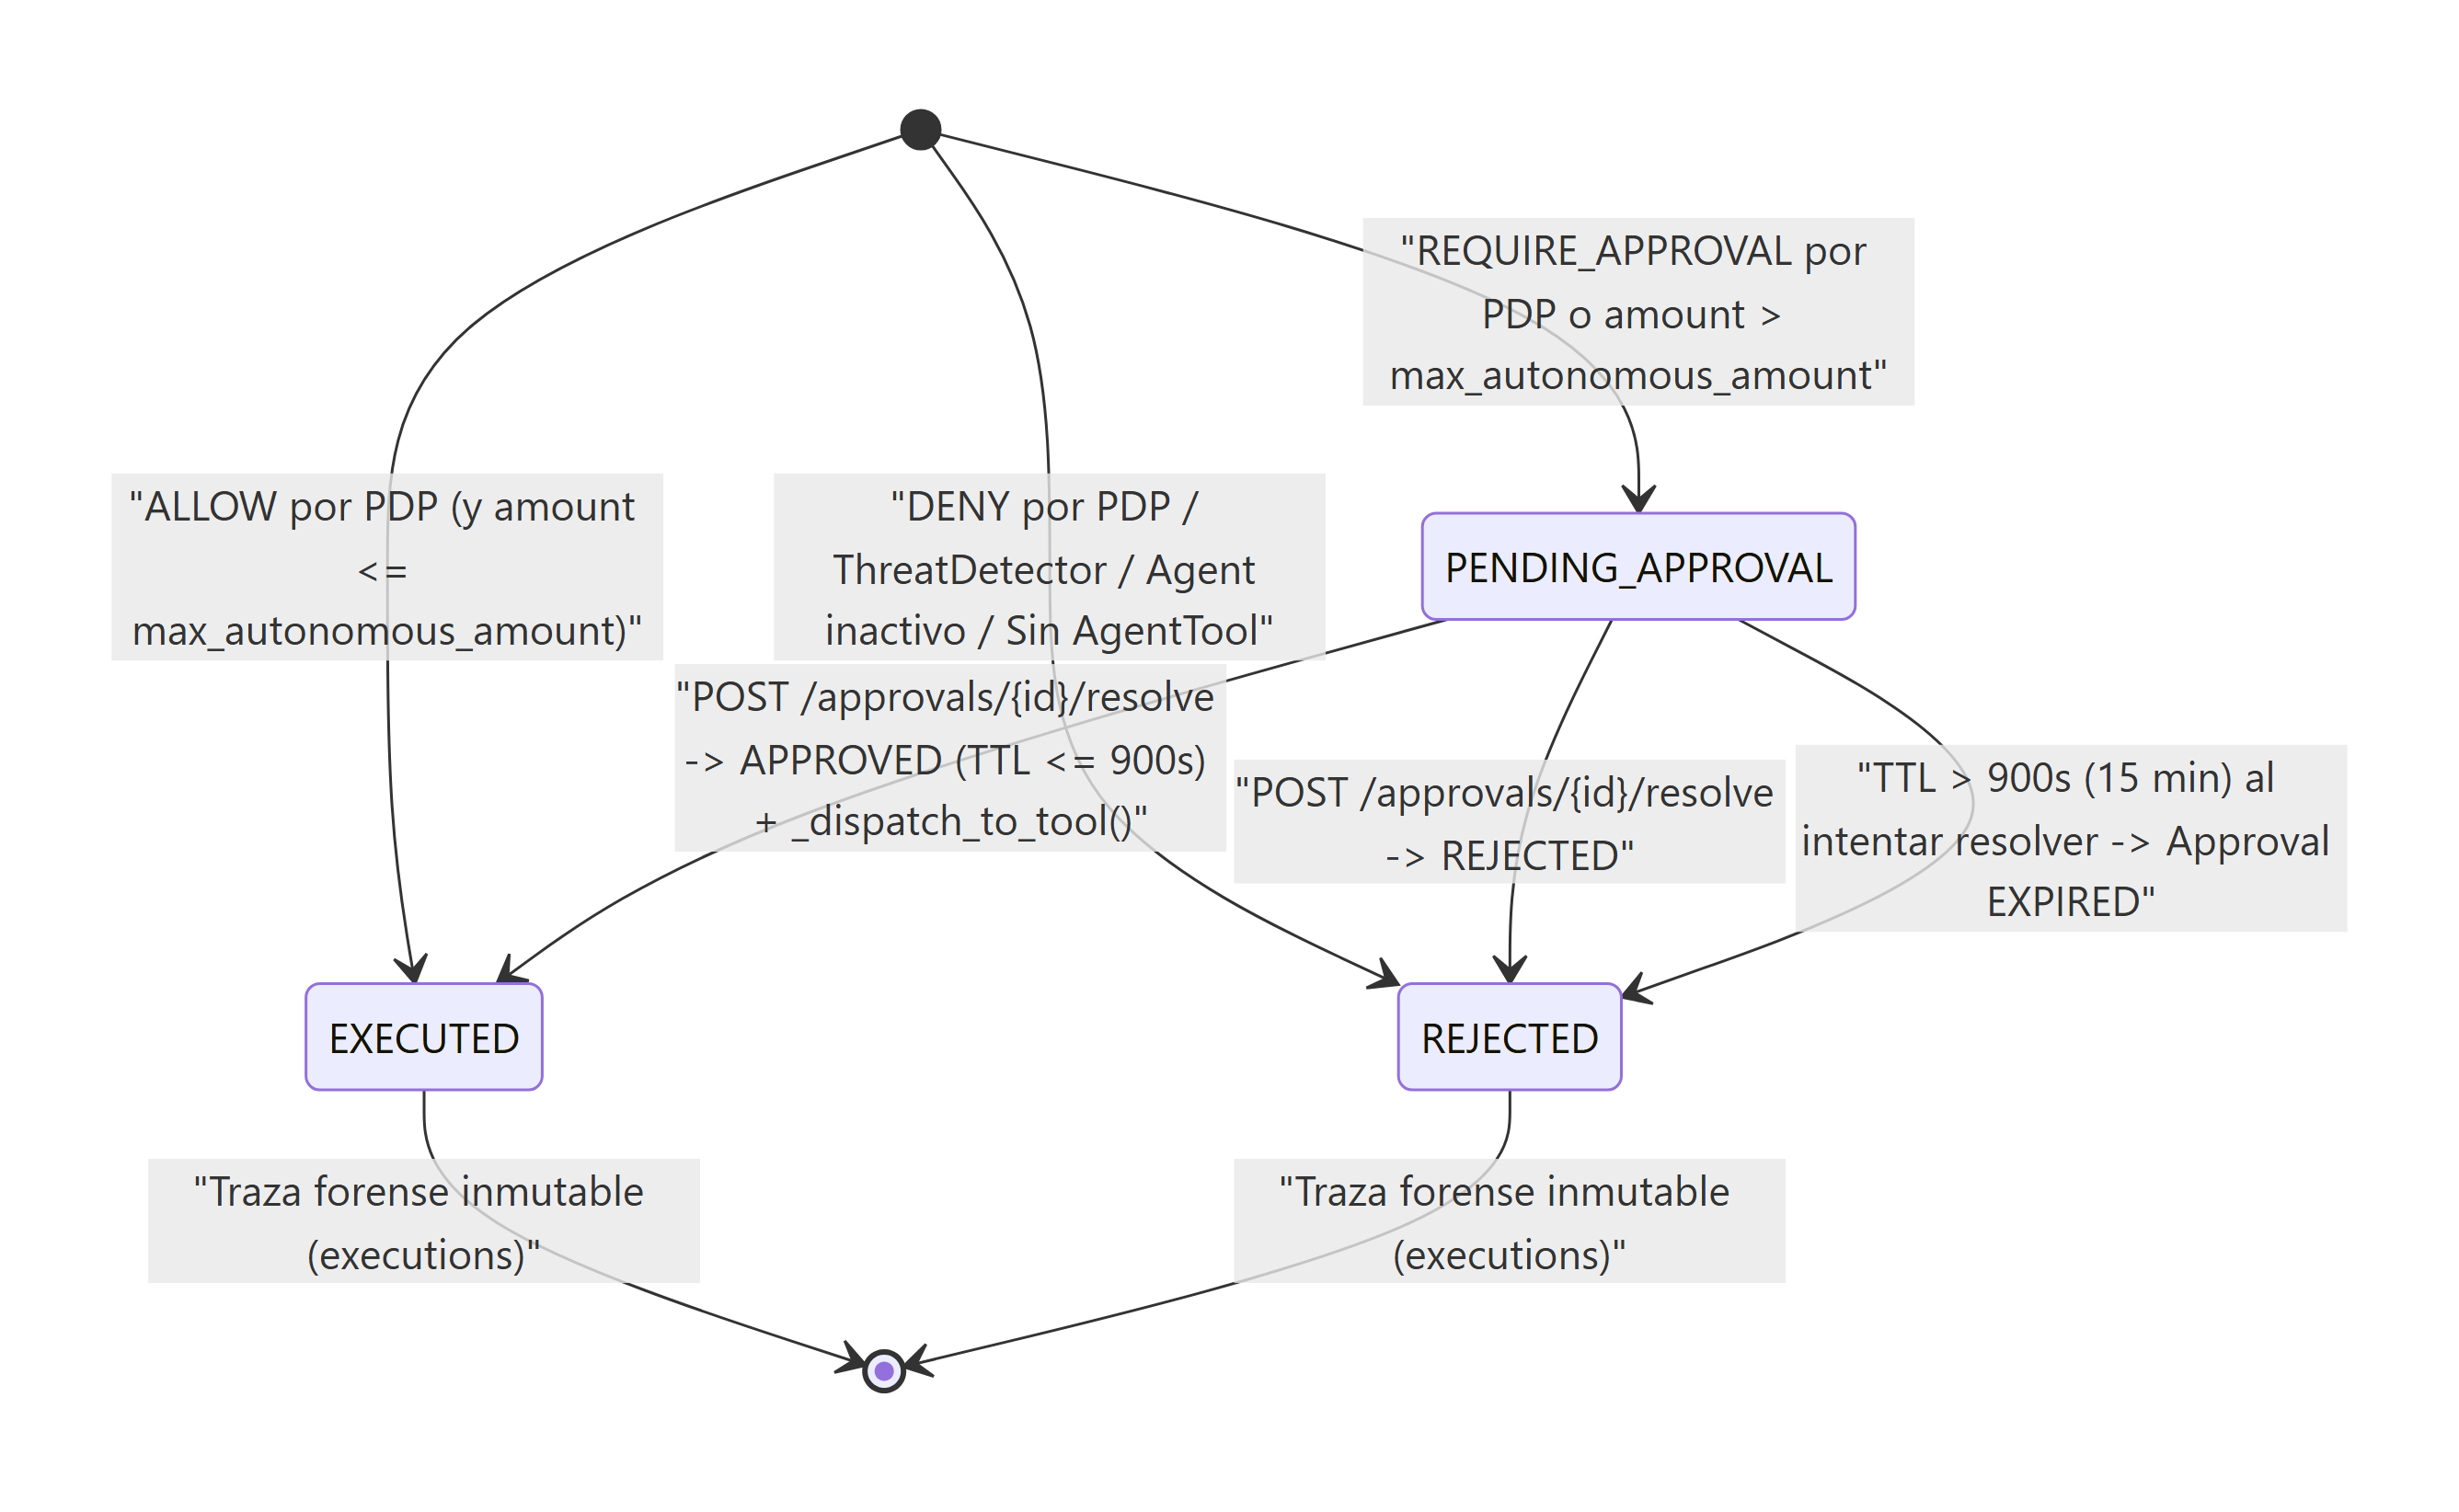 "REQUIRE_APPROVAL por
PDP o amount >
max_autonomous_amount"
"ALLOW por PDP (y amount
<=
max_autonomous_amount)"
"DENY por PDP /
ThreatDetector / Agent
inactivo / Sin AgentTool"
PENDING_APPROVAL
"POST /approvals/{id}/resolve
-> APPROVED (TTL <= 900s)
+ _dispatch_to_tool()"
"POST /approvals/{id}/resolve
-> REJECTED"
"TTL > 900s (15 min) al
intentar resolver -> Approval
EXPIRED"
EXECUTED
REJECTED
"Traza forense inmutable
(executions)"
"Traza forense inmutable
(executions)"